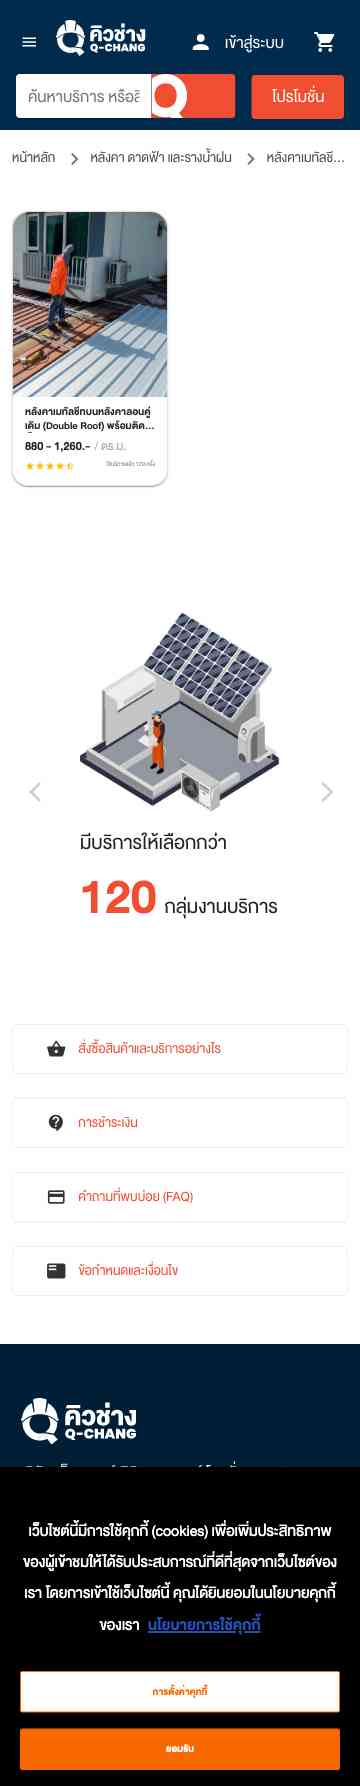 คิวช่าง
Q-CHANG
เข้าสู่ระบบ
ค้นหาบริการ หรือสิ
โปรโมชั่น
หน้าหลัก
หลังคา ดาดฟ้า และรางน้ำฝน
หลังคาเมทัลชี...
หลังคาเมทัลชีทบนหลังคาลอนคู่
เดิม (Double Roof) พร้อมติด...
880 - 1,260.- / ตร.ม.
มีบริการให้เลือกกว่า
120 กลุ่มงานบริการ
สั่งซื้อสินค้าและบริการอย่างไร
การชำระเงิน
คำถามที่พบบ่อย (FAQ)
ข้อกำหนดและเงื่อนไข
คิวช่าง
Q-CHANG
เว็บไซต์นี้มีการใช้คุกกี้ (cookies) เพื่อเพิ่มประสิทธิภาพ
ของผู้เข้าชมให้ได้รับประสบการณ์ที่ดีที่สุดจากเว็บไซต์ของ
เรา โดยการเข้าใช้เว็บไซต์นี้ คุณได้ยินยอมในนโยบายคุกกี้
ของเรา นโยบายการใช้คุกกี้
การตั้งค่าคุกกี้
ยอมรับ